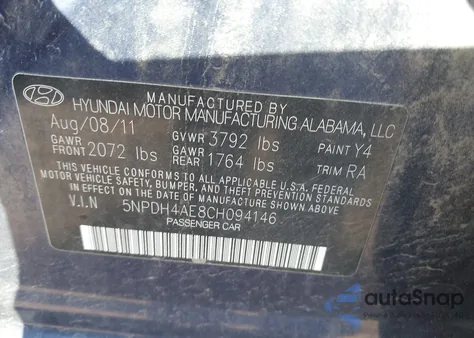 MANUFACTURED BY
HYUNDAI MOTOR MANUFACTURING ALABAMA, LLC
Aug/08/11 GVWR 3792 lbs PAINT Y4
GAWR FRONT 2072 lbs GAWR REAR 1764 lbs TRIM RA
THIS VEHICLE CONFORMS TO ALL APPLICABLE U.S. FEDERAL
MOTOR VEHICLE SAFETY, BUMPER, AND THEFT PREVENTION
STANDARDS IN EFFECT ON THE DATE OF MANUFACTURE SHOWN ABOVE.
V.I.N 5NPDH4AE8CH094146
PASSENGER CAR
autoSnap